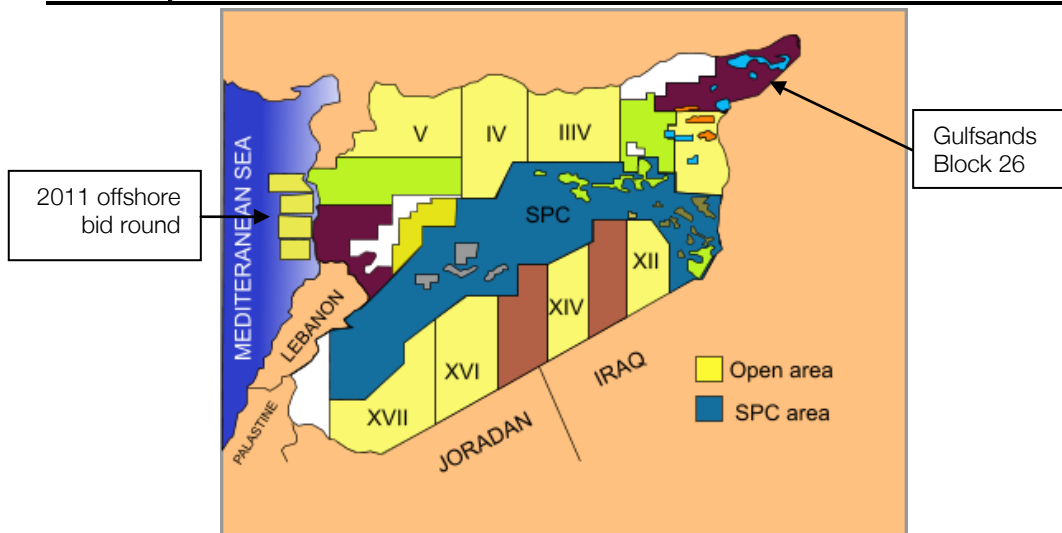 V
IV
IIIV
Gulfsands
Block 26
2011 offshore
bid round
MEDITERANEAN SEA
SPC
XII
LEBANON
XIV
XVI
IRAQ
Open area
XVII
SPC area
PALASTINE
JORADAN